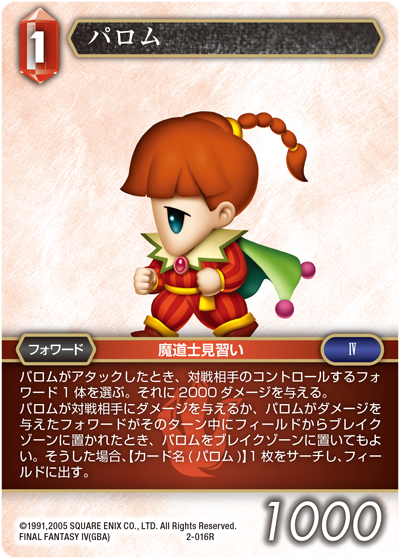 1
パロム
フォワード
魔道士見習い
IV
パロムがアタックしたとき、対戦相手のコントロールするフォ
ワード1体を選ぶ。それに2000ダメージを与える。
パロムが対戦相手にダメージを与えるか、パロムがダメージを
与えたフォワードがそのターン中にフィールドからブレイク
ゾーンに置かれたとき、パロムをブレイクゾーンに置いてもよ
い。そうした場合、【カード名(パロム)】1枚をサーチし、フィー
ルドに出す。
©1991,2005 SQUARE ENIX CO., LTD. All Rights Reserved.
FINAL FANTASY IV(GBA)
2-016R
1000